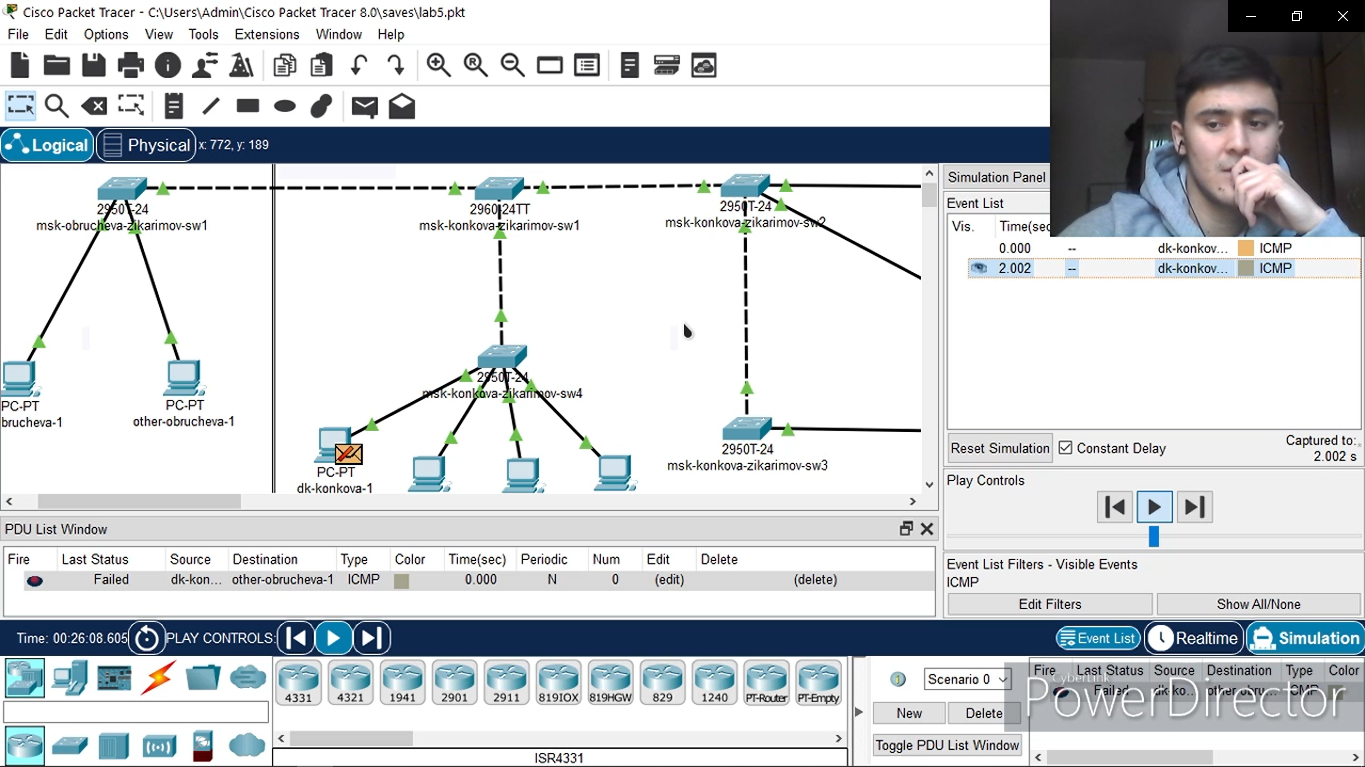 Cisco Packet Tracer - C:\Users\Admin\Cisco Packet Tracer 8.0\saves\lab5.pkt
File Edit Options View Tools Extensions Window Help
Logical Physical x: 772, y: 189
2950T-24
msk-obrucheva-zikarimov-sw1
2960-24TT
msk-konkova-zikarimov-sw1
2950T-24
msk-konkova-zikarimov-sw2
2950T-24
msk-konkova-zikarimov-sw4
PC-PT
brucheva-1
PC-PT
other-obrucheva-1
2950T-24
msk-konkova-zikarimov-sw3
PC-PT
dk-konkova-1
Simulation Panel
Event List
Vis. Time(sec
0.000 -- dk-konkov... ICMP
2.002 -- dk-konkov... ICMP
Reset Simulation Constant Delay Captured to:
2.002 s
Play Controls
Event List Filters - Visible Events
ICMP
Edit Filters Show All/None
PDU List Window
Fire Last Status Source Destination Type Color Time(sec) Periodic Num Edit Delete
Failed dk-kon... other-obrucheva-1 ICMP 0.000 N 0 (edit) (delete)
Time: 00:26:08.605 PLAY CONTROLS:
Event List Realtime Simulation
4331 4321 1941 2901 2911 819IOX 819HGW 829 1240 PT-Router PT-Empty
ISR4331
Scenario 0
New Delete
Toggle PDU List Window
Fire Last Status Source Destination Type Color
Failed dk-ko... other-obru... ICMP
CyberLink
PowerDirector